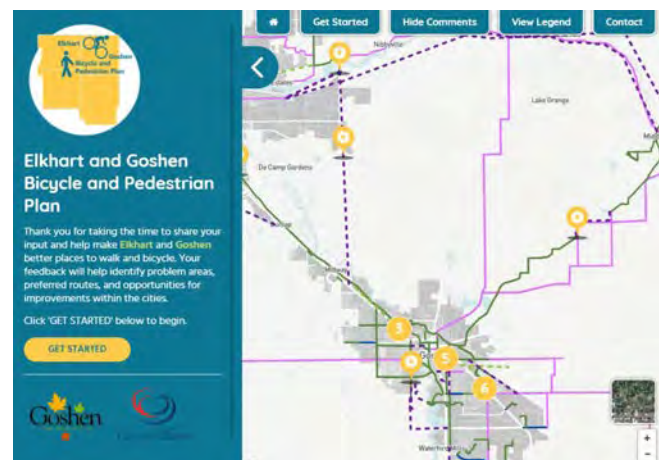 Get Started
Hide Comments
View Legend
Contact
Elkhart
Goshen
Bicycle and
Pedestrian
Plan
Elkhart and Goshen
Bicycle and Pedestrian
Plan
Thank you for taking the time to share your
input and help make Elkhart and Goshen
better places to walk and bicycle. Your
feedback will help identify problem areas,
preferred routes, and opportunities for
improvements within the cities.
Click 'GET STARTED' below to begin.
GET STARTED
Goshen
Lake Grange
De Camp Gardens
Midway
3
5
6